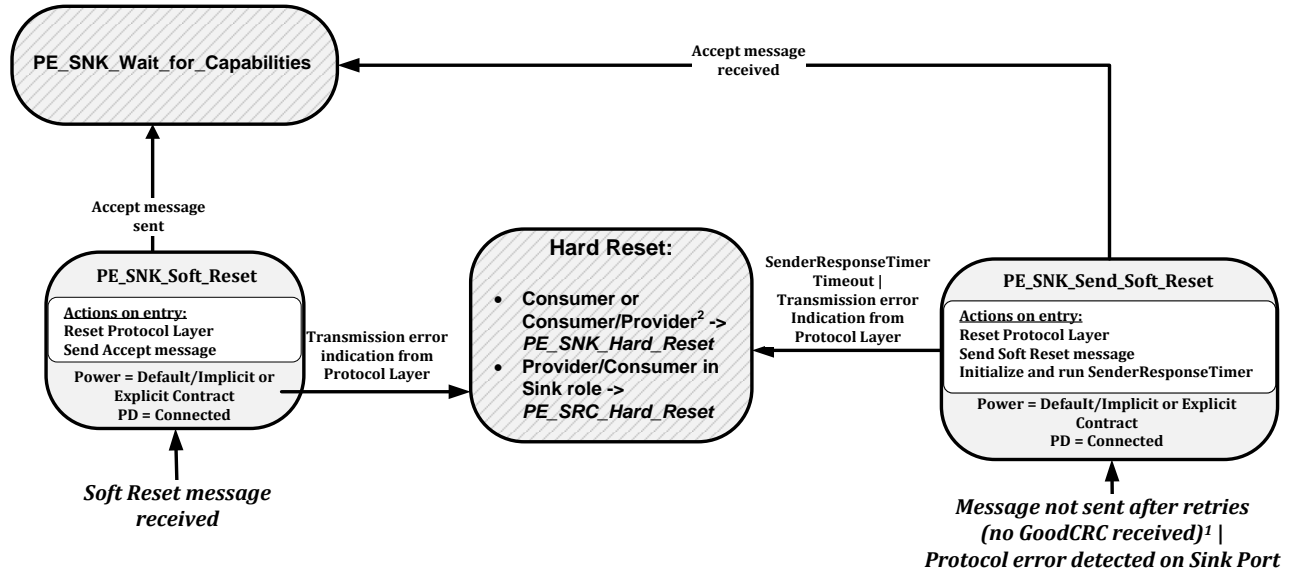 PE_SNK_Wait_for_Capabilities
Accept message
received
Accept message
sent
PE_SNK_Soft_Reset
Actions on entry:
Reset Protocol Layer
Send Accept message
Power = Default/Implicit or
Explicit Contract
PD = Connected
Soft Reset message
received
Transmission error
indication from
Protocol Layer
Hard Reset:
• Consumer or
Consumer/Provider² ->
PE_SNK_Hard_Reset
• Provider/Consumer in
Sink role ->
PE_SRC_Hard_Reset
SenderResponseTimer
Timeout |
Transmission error
Indication from
Protocol Layer
PE_SNK_Send_Soft_Reset
Actions on entry:
Reset Protocol Layer
Send Soft Reset message
Initialize and run SenderResponseTimer
Power = Default/Implicit or Explicit
Contract
PD = Connected
Message not sent after retries
(no GoodCRC received)¹ |
Protocol error detected on Sink Port